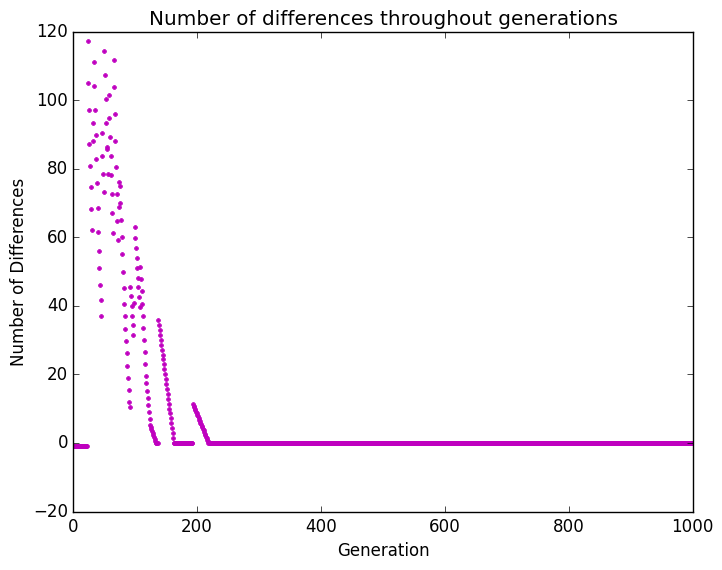 Number of differences throughout generations
120
100
80
60
40
20
0
−20
Number of Differences
0 200 400 600 800 1000
Generation